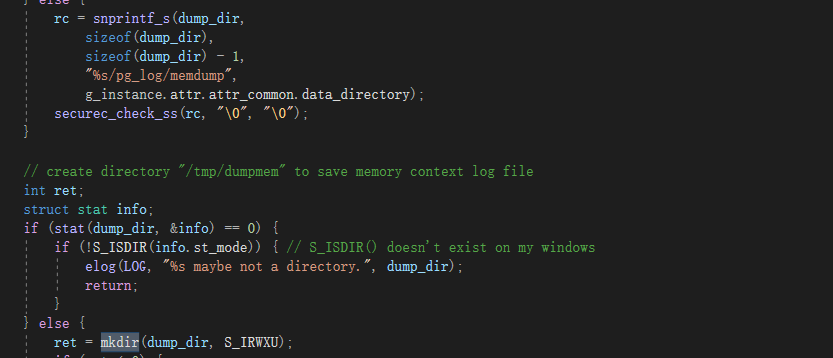 } else {
rc = snprintf_s(dump_dir,
sizeof(dump_dir),
sizeof(dump_dir) - 1,
"%s/pg_log/memdump",
g_instance.attr.attr_common.data_directory);
securec_check_ss(rc, "\0", "\0");
}
// create directory "/tmp/dumpmem" to save memory context log file
int ret;
struct stat info;
if (stat(dump_dir, &info) == 0) {
if (!S_ISDIR(info.st_mode)) { // S_ISDIR() doesn't exist on my windows
elog(LOG, "%s maybe not a directory.", dump_dir);
return;
}
} else {
ret = mkdir(dump_dir, S_IRWXU);